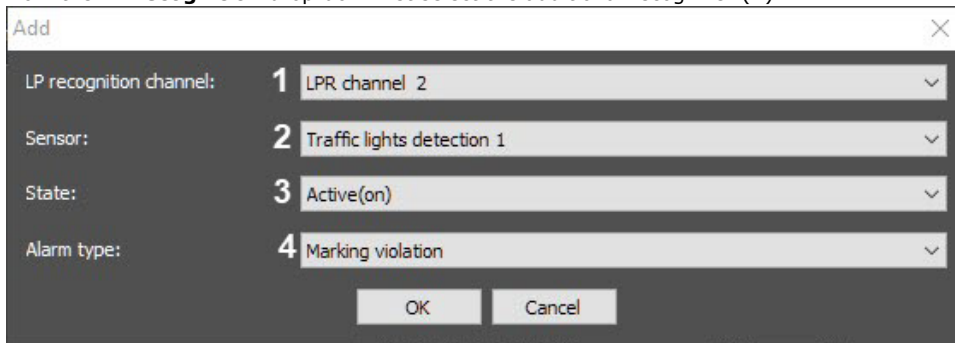 Add
LP recognition channel: 1 LPR channel 2
Sensor: 2 Traffic lights detection 1
State: 3 Active(on)
Alarm type: 4 Marking violation
OK Cancel